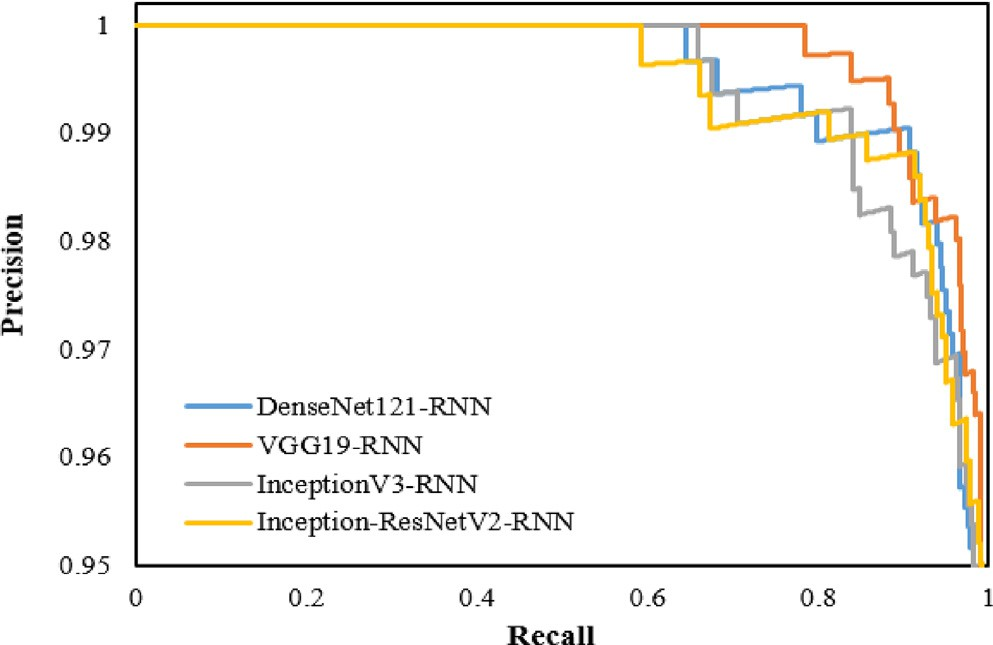 Precision
1
0.99
0.98
0.97
0.96
0.95
DenseNet121-RNN
VGG19-RNN
InceptionV3-RNN
Inception-ResNetV2-RNN
0 0.2 0.4 0.6 0.8 1
Recall